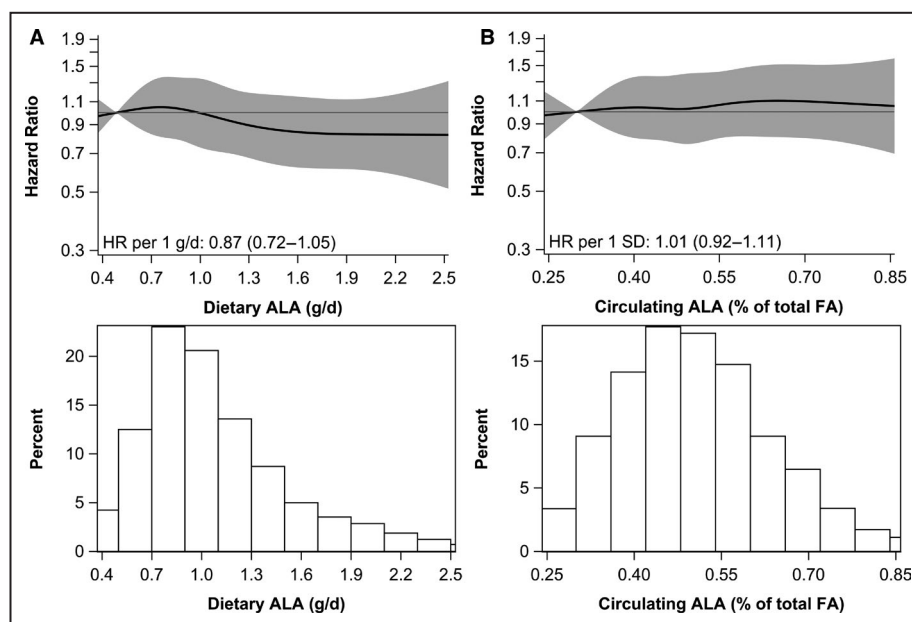 A
Hazard Ratio
1.9
1.5
1.1
0.9
0.7
0.5
0.3
HR per 1 g/d: 0.87 (0.72–1.05)
0.4 0.7 1.0 1.3 1.6 1.9 2.2 2.5
Dietary ALA (g/d)
B
Hazard Ratio
1.9
1.5
1.1
0.9
0.7
0.5
0.3
HR per 1 SD: 1.01 (0.92–1.11)
0.25 0.40 0.55 0.70 0.85
Circulating ALA (% of total FA)
Percent
20
15
10
5
0
0.4 0.7 1.0 1.3 1.6 1.9 2.2 2.5
Dietary ALA (g/d)
Percent
15
10
5
0
0.25 0.40 0.55 0.70 0.85
Circulating ALA (% of total FA)